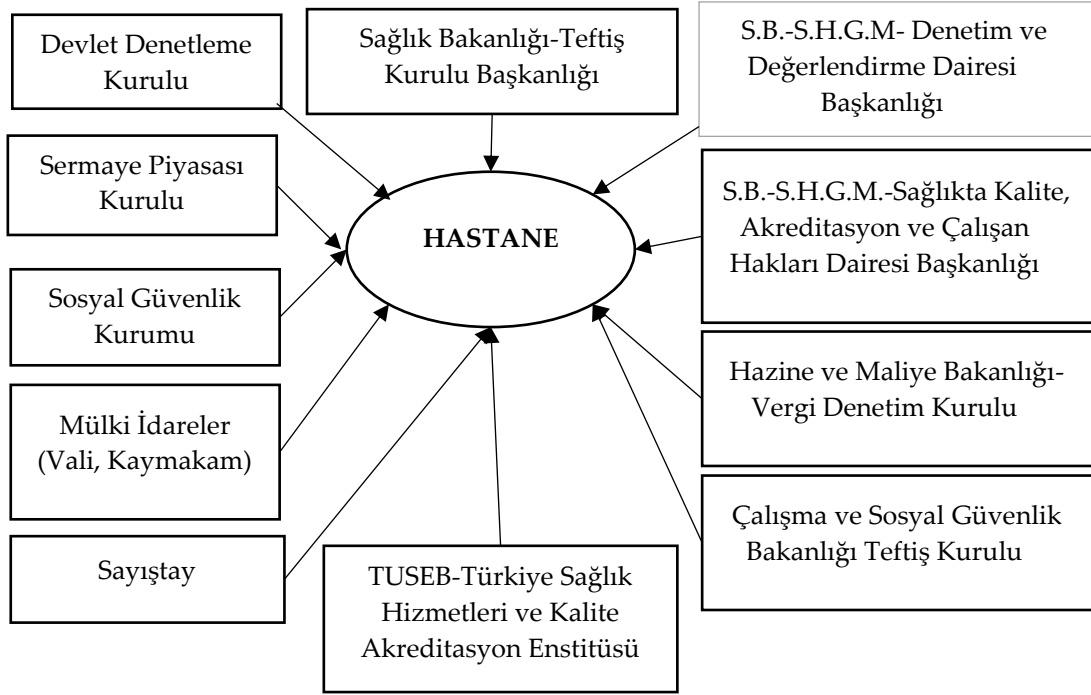 Devlet Denetleme
Kurulu
Sağlık Bakanlığı-Teftiş
Kurulu Başkanlığı
S.B.-S.H.G.M- Denetim ve
Değerlendirme Dairesi
Başkanlığı
Sermaye Piyasası
Kurulu
HASTANE
S.B.-S.H.G.M.-Sağlıkta Kalite,
Akreditasyon ve Çalışan
Hakları Dairesi Başkanlığı
Sosyal Güvenlik
Kurumu
Hazine ve Maliye Bakanlığı-
Vergi Denetim Kurulu
Mülki İdareler
(Vali, Kaymakam)
Çalışma ve Sosyal Güvenlik
Bakanlığı Teftiş Kurulu
Sayıştay
TUSEB-Türkiye Sağlık
Hizmetleri ve Kalite
Akreditasyon Enstitüsü